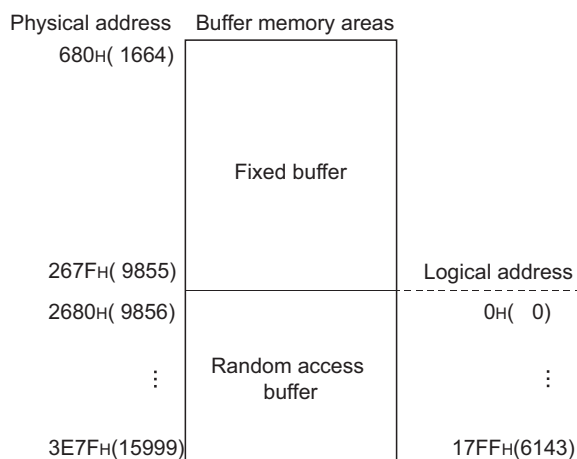 Physical address Buffer memory areas
680H( 1664)
Fixed buffer
267FH( 9855)
Logical address
2680H( 9856) 0H( 0)
⋮ Random access buffer ⋮
3E7FH(15999) 17FFH(6143)